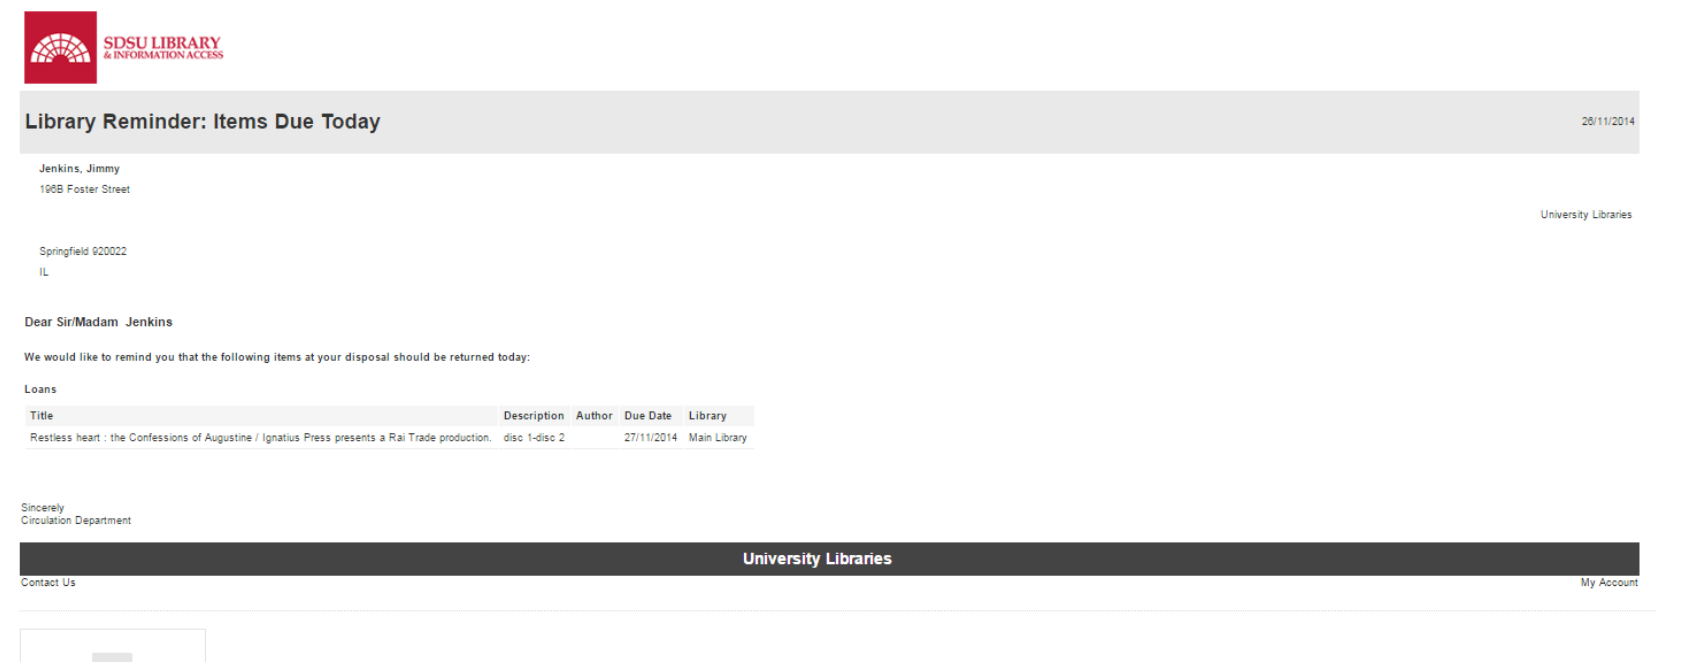 SDSU LIBRARY
& INFORMATION ACCESS
Library Reminder: Items Due Today
26/11/2014
Jenkins, Jimmy
196B Foster Street
University Libraries
Springfield 920022
IL
Dear Sir/Madam Jenkins
We would like to remind you that the following items at your disposal should be returned today:
Loans
Title Description Author Due Date Library
Restless heart : the Confessions of Augustine / Ignatius Press presents a Rai Trade production. disc 1-disc 2 27/11/2014 Main Library
Sincerely
Circulation Department
University Libraries
Contact Us My Account